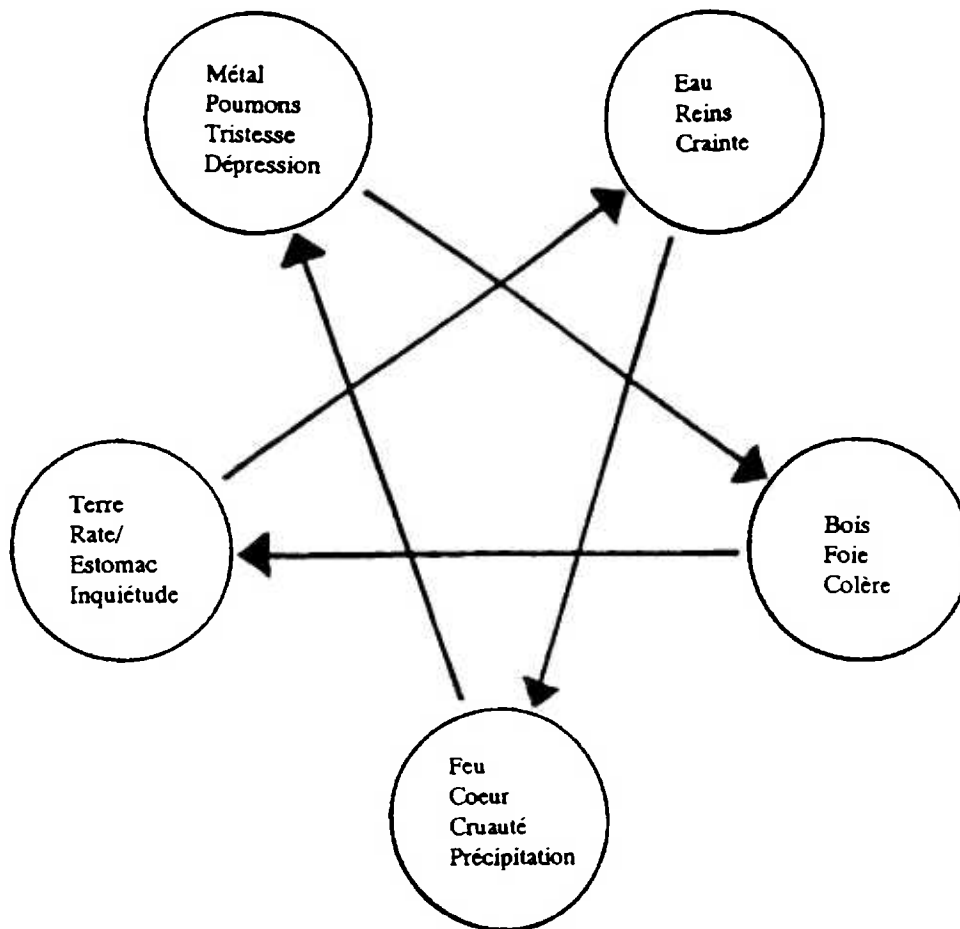 Métal
Poumons
Tristesse
Dépression
Eau
Reins
Crainte
Terre
Rate/
Estomac
Inquiétude
Bois
Foie
Colère
Feu
Coeur
Cruauté
Précipitation